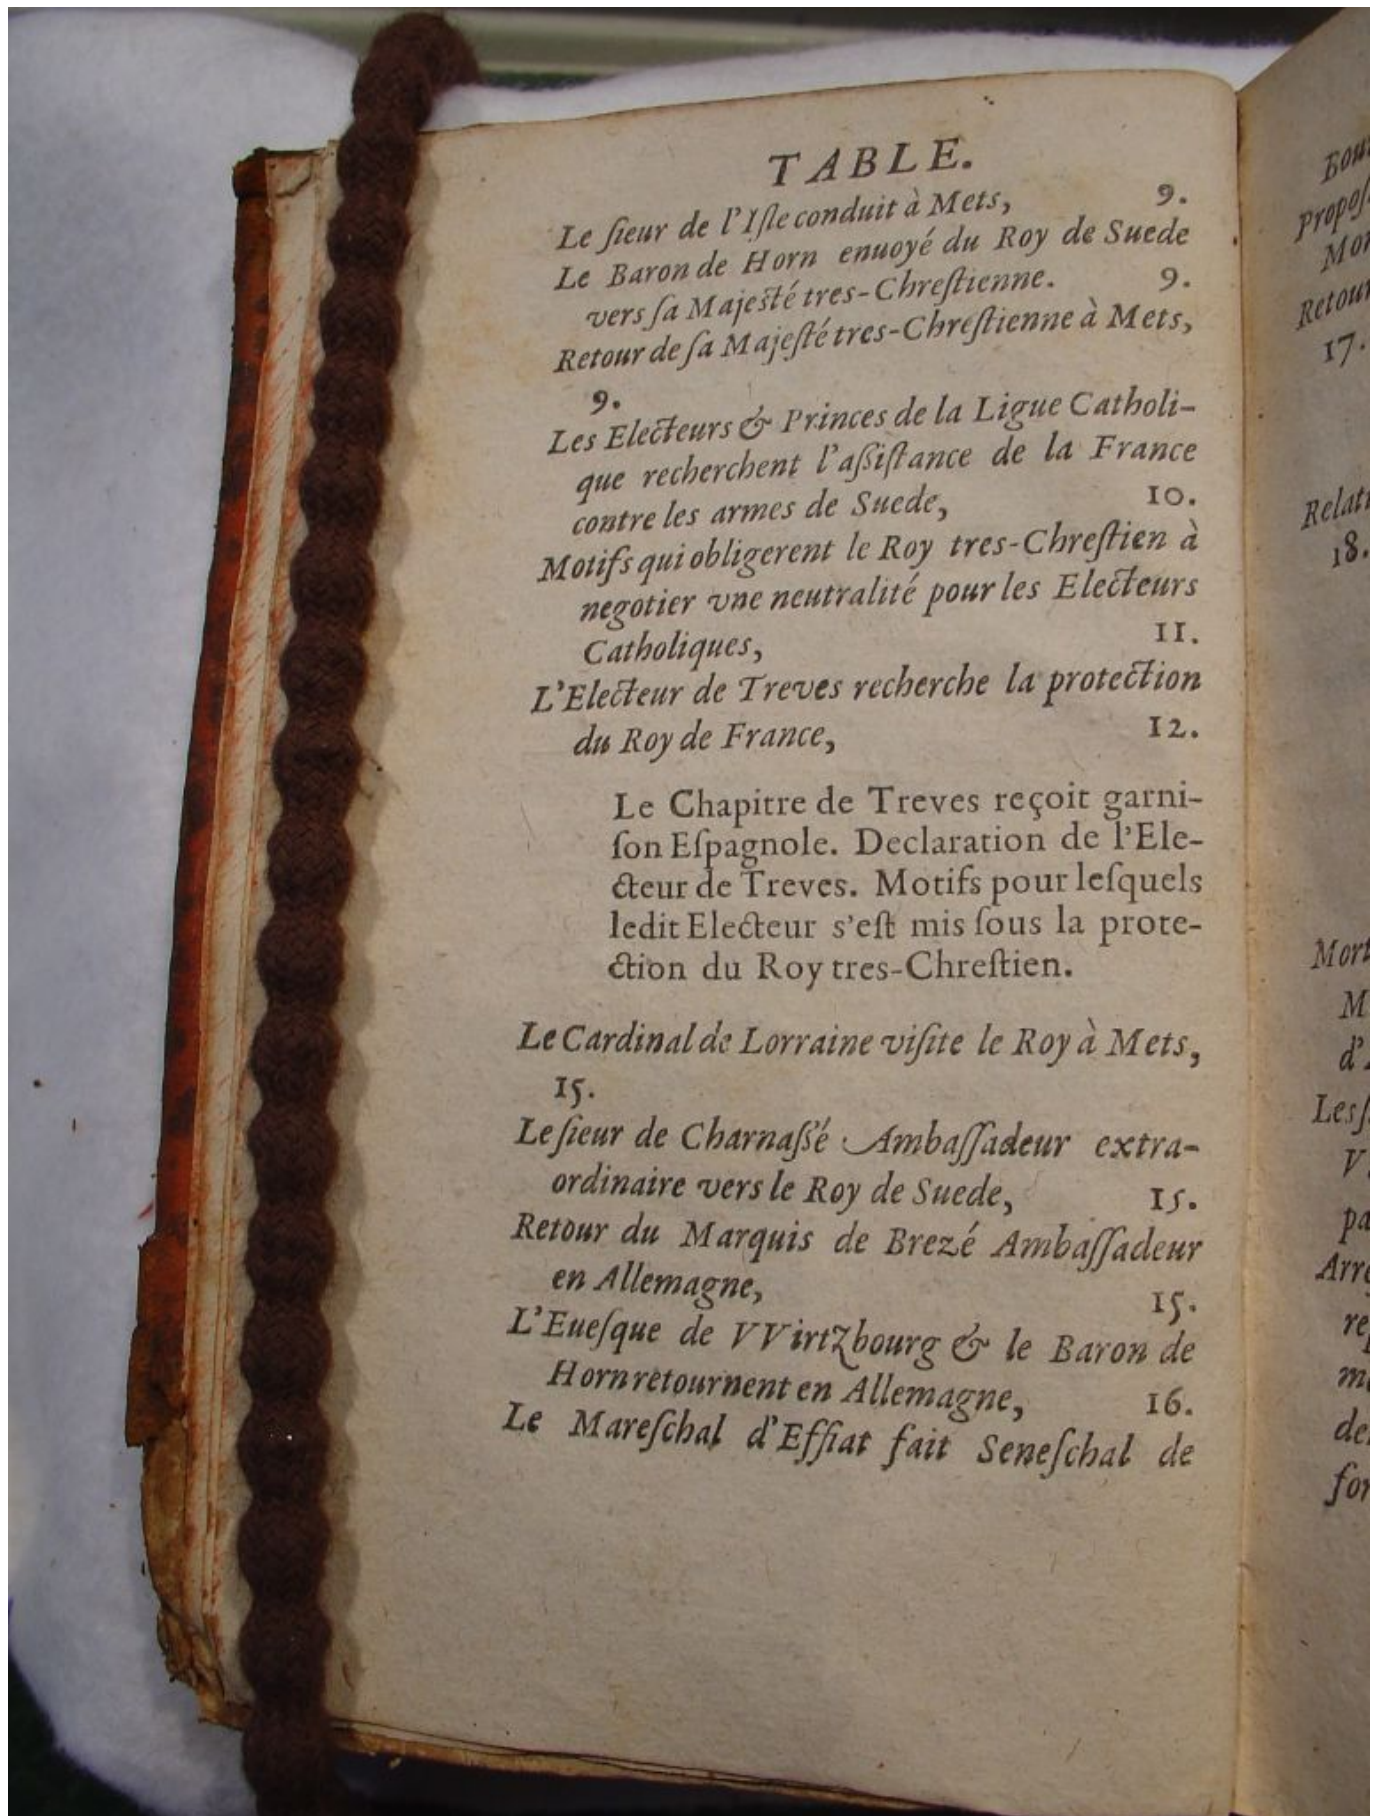 TABLE.
Le ſieur de l'Iſle conduit à Mets, 9.
Le Baron de Horn enuoyé du Roy de Suede
vers ſa Majeſté tres-Chreſtienne. 9.
Retour de ſa Majeſté tres-Chreſtienne à Mets,
9.
Les Electeurs & Princes de la Ligue Catholi-
que recherchent l'aſſiſtance de la France
contre les armes de Suede, 10.
Motifs qui obligerent le Roy tres-Chreſtien à
negotier vne neutralité pour les Electeurs
Catholiques, 11.
L'Electeur de Treves recherche la protection
du Roy de France, 12.
Le Chapitre de Treves reçoit garni-
ſon Eſpagnole. Declaration de l'Ele-
cteur de Treves. Motifs pour leſquels
ledit Electeur s'eſt mis ſous la prote-
ction du Roy tres-Chreſtien.
Le Cardinal de Lorraine viſite le Roy à Mets,
15.
Le ſieur de Charnaſſé Ambaſſadeur extra-
ordinaire vers le Roy de Suede, 15.
Retour du Marquis de Brezé Ambaſſadeur
en Allemagne, 15.
L'Eueſque de VVirtzbourg & le Baron de
Horn retournent en Allemagne, 16.
Le Mareſchal d'Effiat fait Seneſchal de
Retour
17.
18.
Mort
M
d'
V
pa